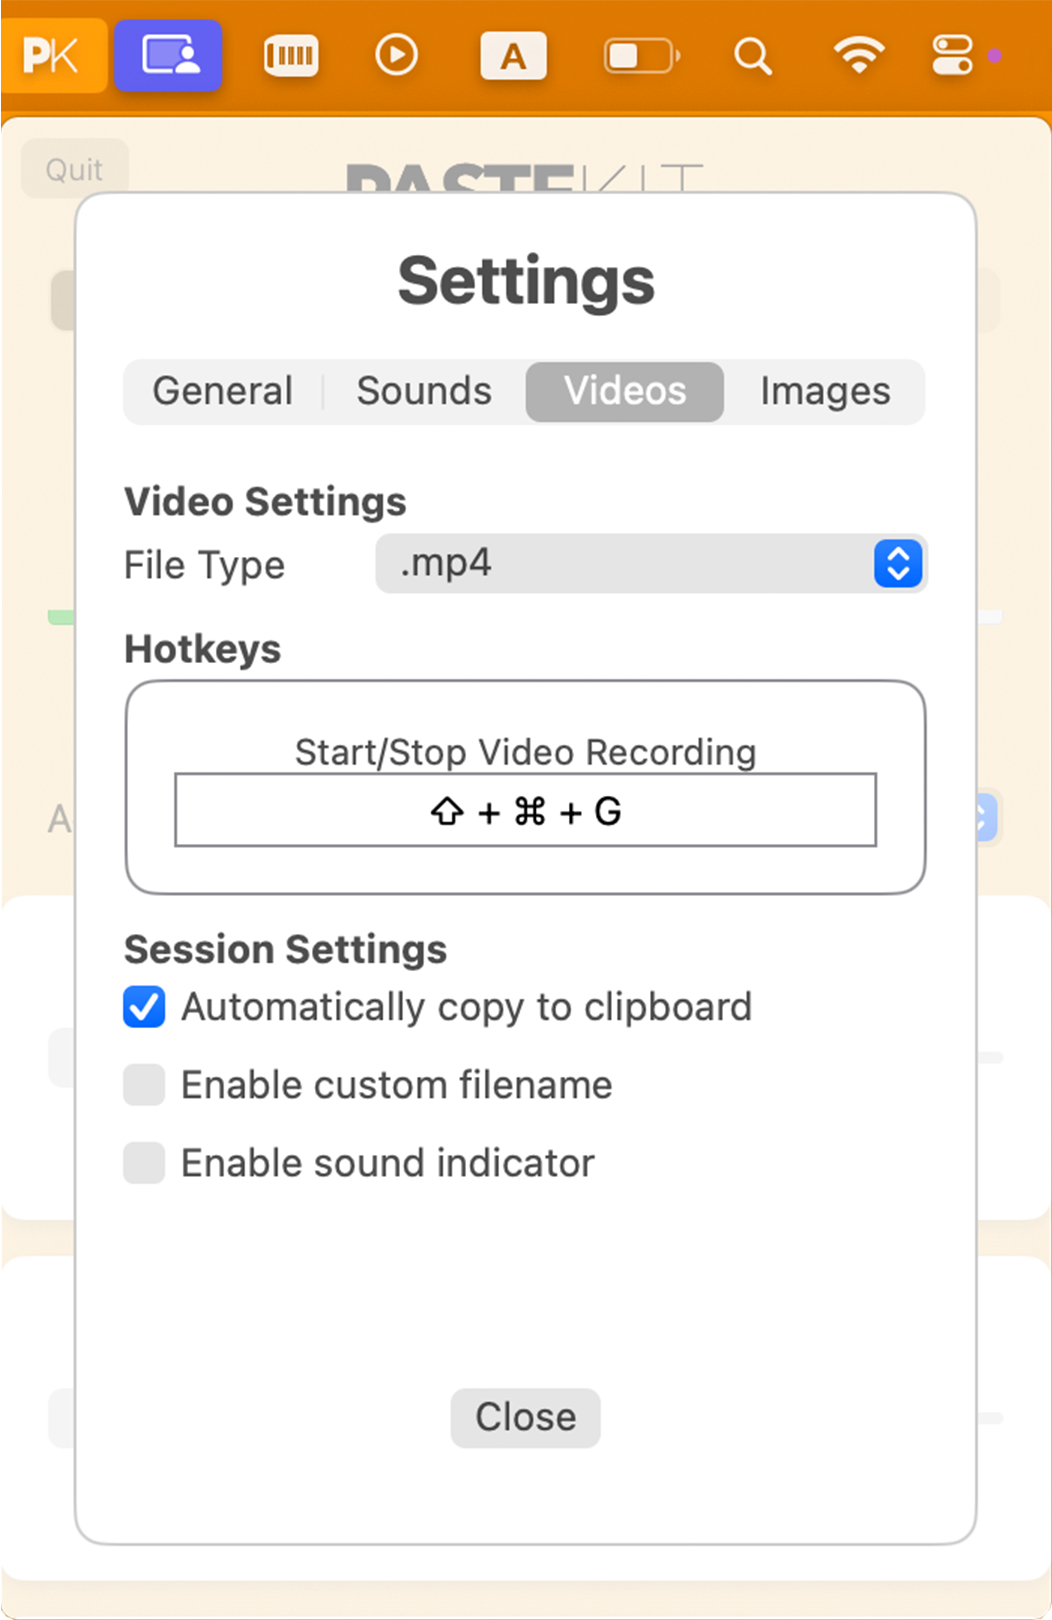 PK
A
Quit
PASTEKIT
Settings
General Sounds Videos Images
Video Settings
File Type .mp4
Hotkeys
Start/Stop Video Recording
⇧ + ⌘ + G
Session Settings
Automatically copy to clipboard
Enable custom filename
Enable sound indicator
Close